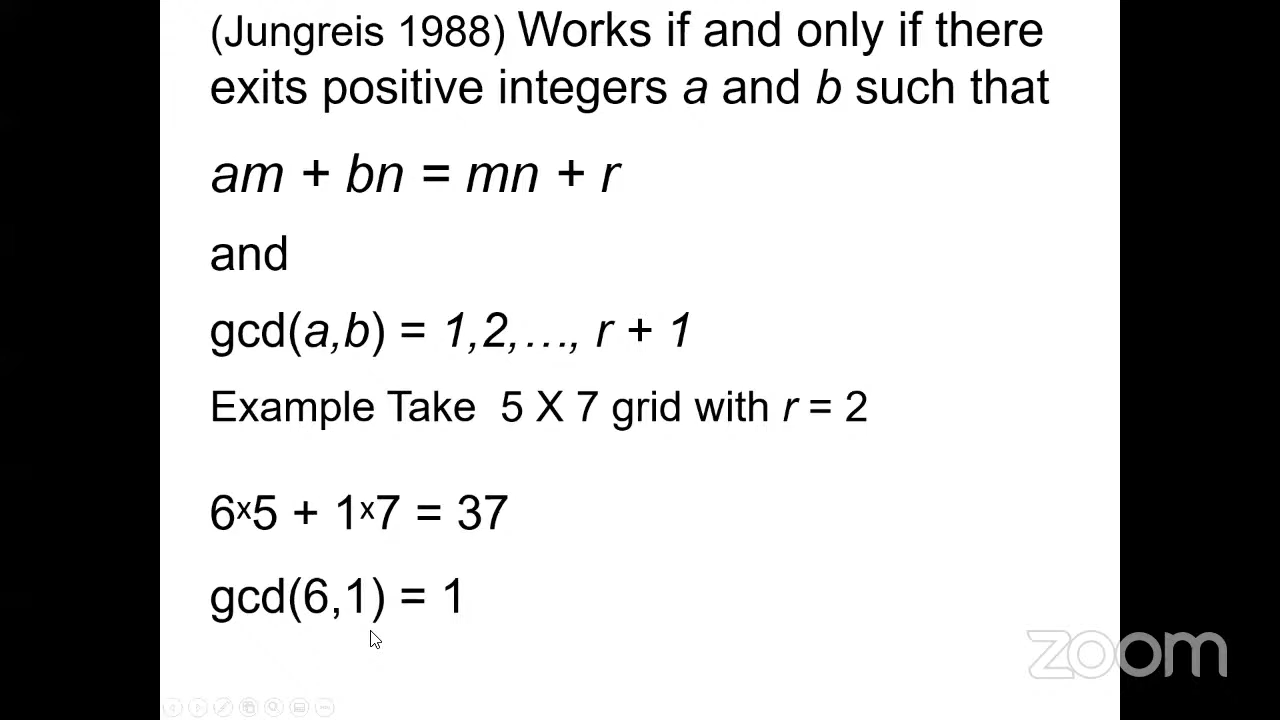 (Jungreis 1988) Works if and only if there
exits positive integers a and b such that
am + bn = mn + r
and
gcd(a,b) = 1,2,…, r + 1
Example Take 5 X 7 grid with r = 2
6ˣ5 + 1ˣ7 = 37
gcd(6,1) = 1
zoom